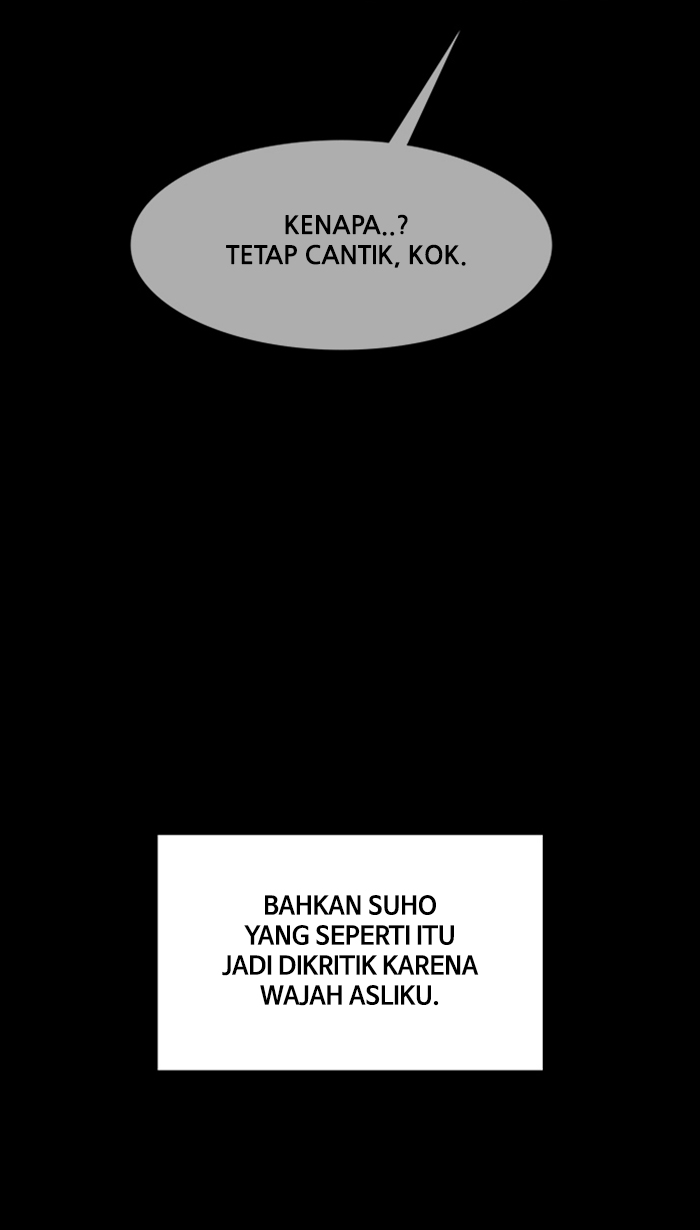 KENAPA..?
TETAP CANTIK, KOK.
BAHKAN SUHO
YANG SEPERTI ITU
JADI DIKRITIK KARENA
WAJAH ASLIKU.